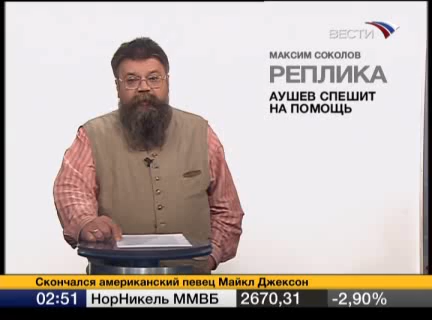 ВЕСТИ
МАКСИМ СОКОЛОВ
РЕПЛИКА
АУШЕВ СПЕШИТ
НА ПОМОЩЬ
Скончался американский певец Майкл Джексон
02:51 НорНикель ММВБ 2670,31 -2,90%